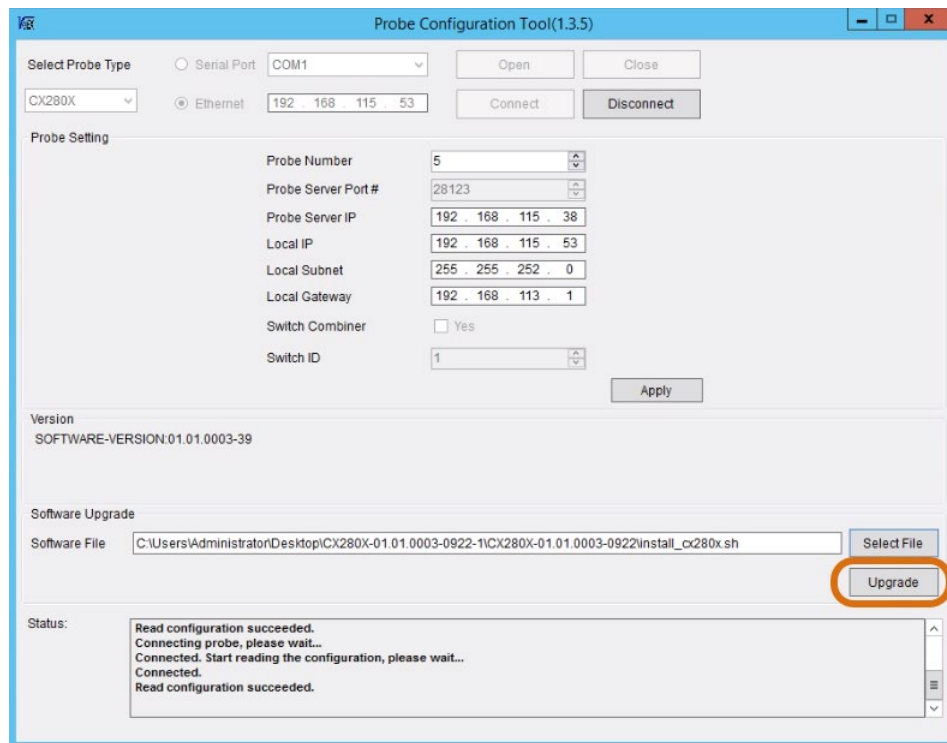 Probe Configuration Tool(1.3.5)
Select Probe Type
Serial Port COM1 Open Close
CX280X Ethernet 192 . 168 . 115 . 53 Connect Disconnect
Probe Setting
Probe Number 5
Probe Server Port # 28123
Probe Server IP 192 . 168 . 115 . 38
Local IP 192 . 168 . 115 . 53
Local Subnet 255 . 255 . 252 . 0
Local Gateway 192 . 168 . 113 . 1
Switch Combiner Yes
Switch ID 1
Apply
Version
SOFTWARE-VERSION:01.01.0003-39
Software Upgrade
Software File C:\Users\Administrator\Desktop\CX280X-01.01.0003-0922-1\CX280X-01.01.0003-0922\install_cx280x.sh Select File
Upgrade
Status:
Read configuration succeeded.
Connecting probe, please wait...
Connected. Start reading the configuration, please wait...
Connected.
Read configuration succeeded.